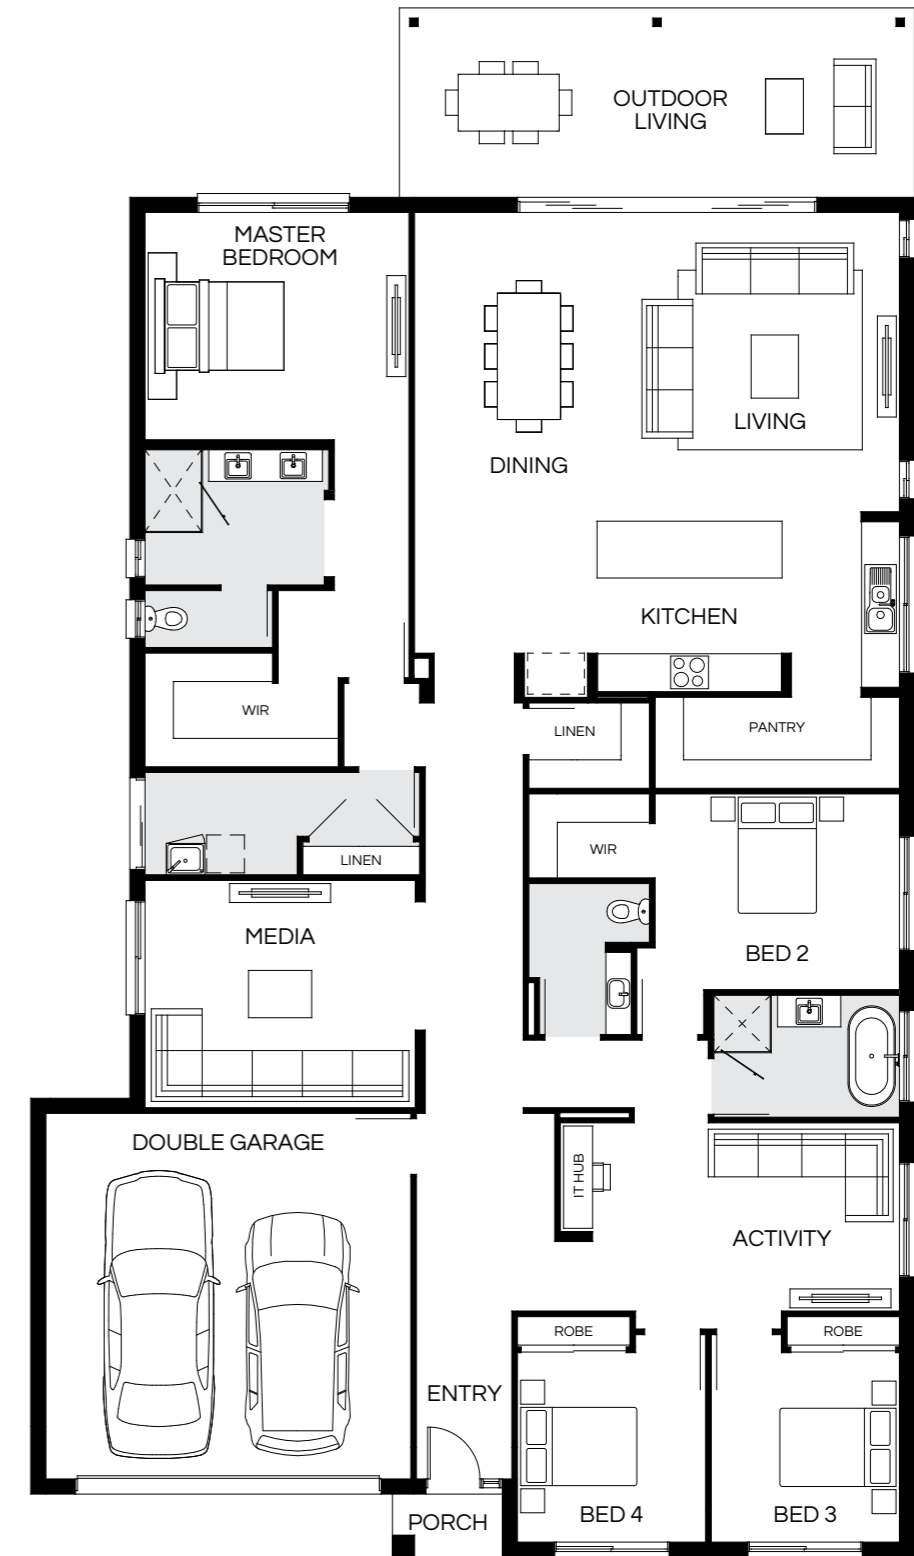 OUTDOOR
LIVING
MASTER
BEDROOM
LIVING
DINING
KITCHEN
WIR
LINEN
PANTRY
WIR
LINEN
MEDIA
BED 2
DOUBLE GARAGE
IT HUB
ACTIVITY
ROBE
ROBE
ENTRY
BED 4
BED 3
PORCH